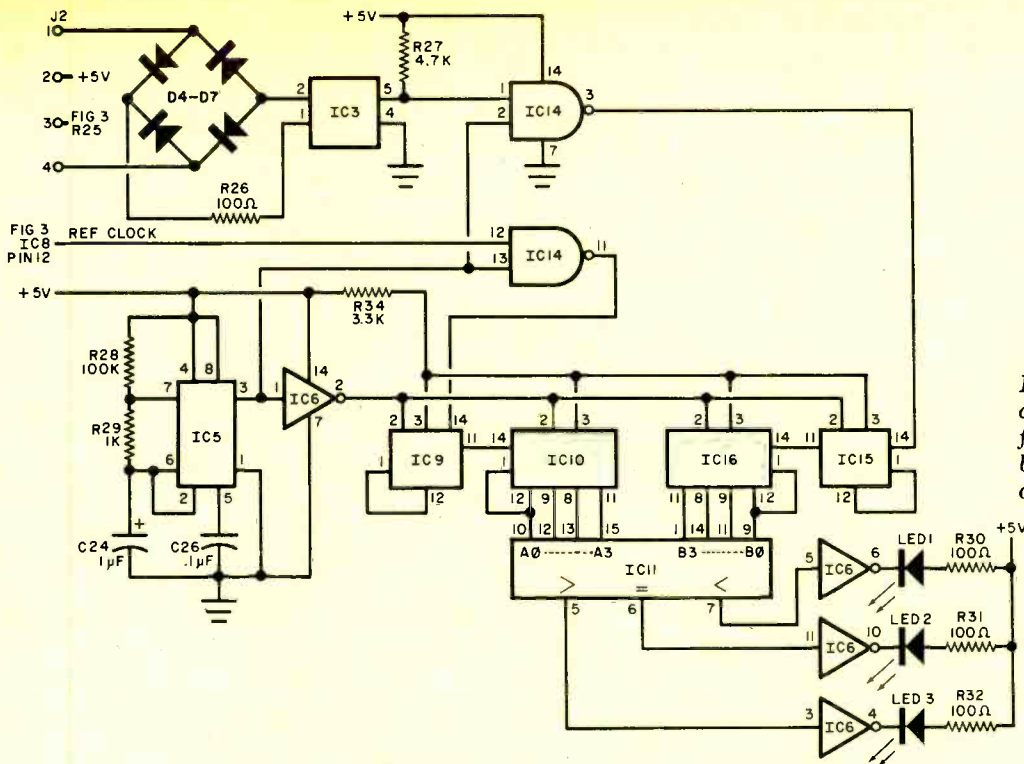 J2
1
2 +5V
3 FIG 3
R25
4
D4-D7
R26
100Ω
2
1
IC3
5
4
+5V
R27
4.7K
14
1
2
IC14
3
7
FIG 3
IC8
PIN 12
REF CLOCK
12
13
IC14
11
+5V
R34
3.3K
R28
100K
R29
1K
4
8
7
3
IC5
6
1
2
5
C24
1µF
+
C26
.1µF
1
IC6
14
2
7
2
3
14
1
IC9
11
12
2
3
14
1
IC10
12
9
8
11
2
3
14
1
IC16
11
8
9
12
2
3
11
14
1
IC15
12
10
12
13
15
1
14
11
9
AØ--------A3
B3-----BØ
IC11
>
=
<
5
6
7
5
IC6
6
LED1
R30
100Ω
+5V
11
IC6
10
LED2
R31
100Ω
3
IC6
4
LED 3
R32
100Ω